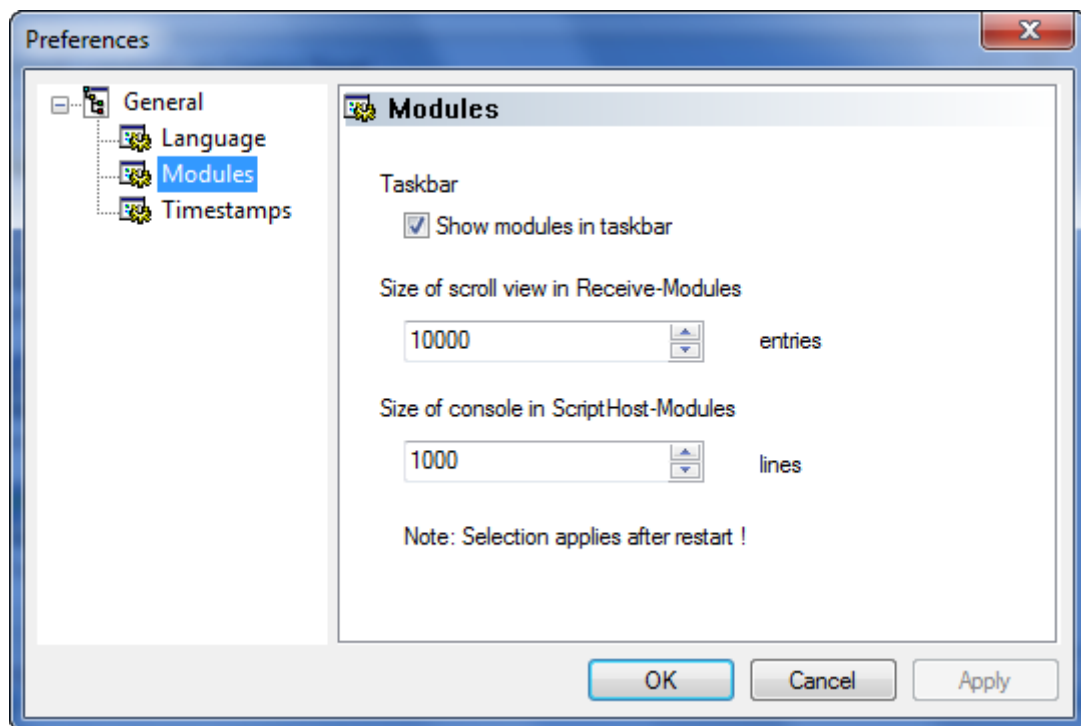 Preferences
General
Language
Modules
Timestamps
Modules
Taskbar
Show modules in taskbar
Size of scroll view in Receive-Modules
10000 entries
Size of console in ScriptHost-Modules
1000 lines
Note: Selection applies after restart !
OK Cancel Apply